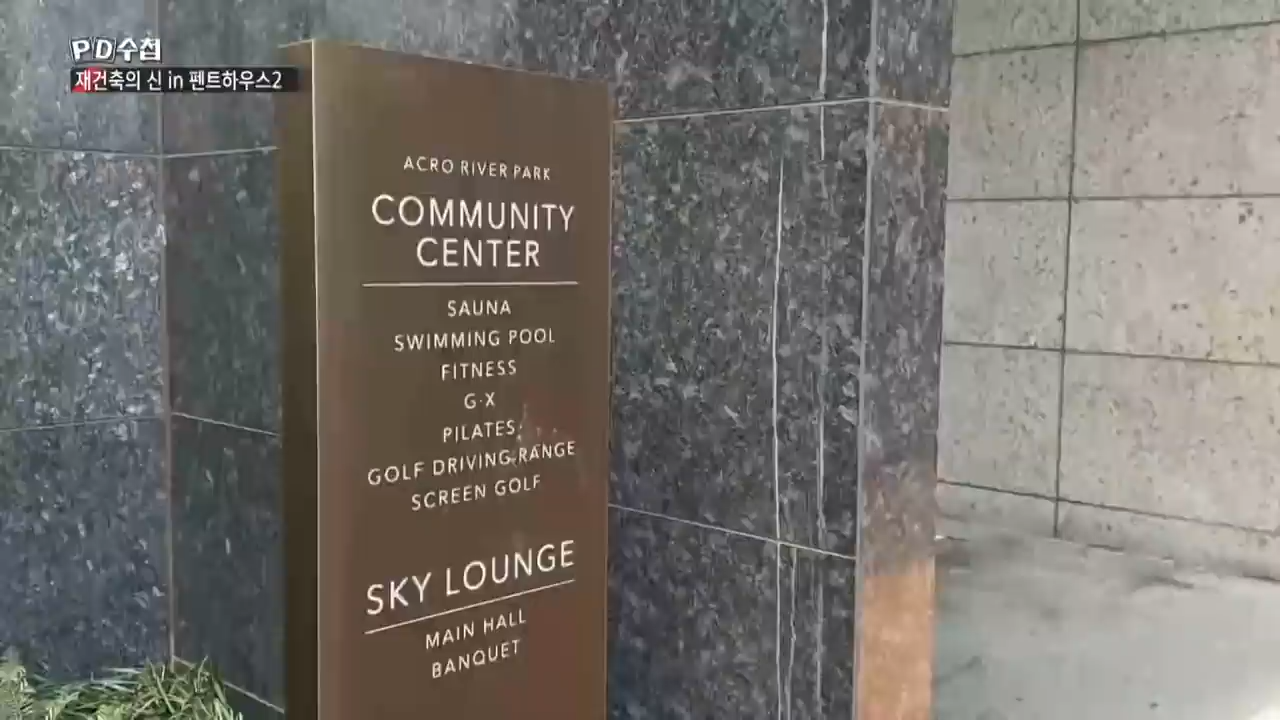 PD수첩
재건축의 신 in 펜트하우스2
ACRO RIVER PARK
COMMUNITY
CENTER
SAUNA
SWIMMING POOL
FITNESS
G·X
PILATES
GOLF DRIVING RANGE
SCREEN GOLF
SKY LOUNGE
MAIN HALL
BANQUET